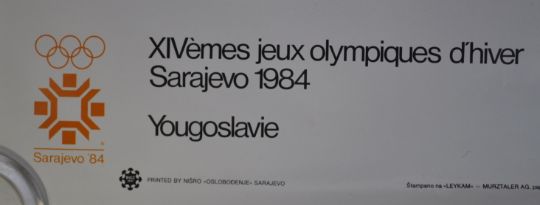 XIVèmes jeux olympiques d'hiver
Sarajevo 1984
Yougoslavie
Sarajevo '84
PRINTED BY NIŠRO «OSLOBOĐENJE» SARAJEVO
Štampano na «LEYKAM» — MURZTALER AG.